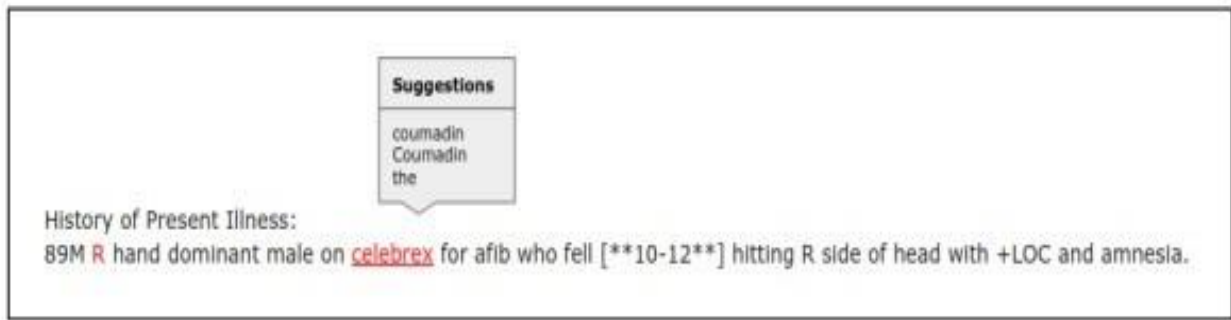 Suggestions
coumadin
Coumadin
the
History of Present Illness:
89M R hand dominant male on celebrex for afib who fell [**10-12**] hitting R side of head with +LOC and amnesia.